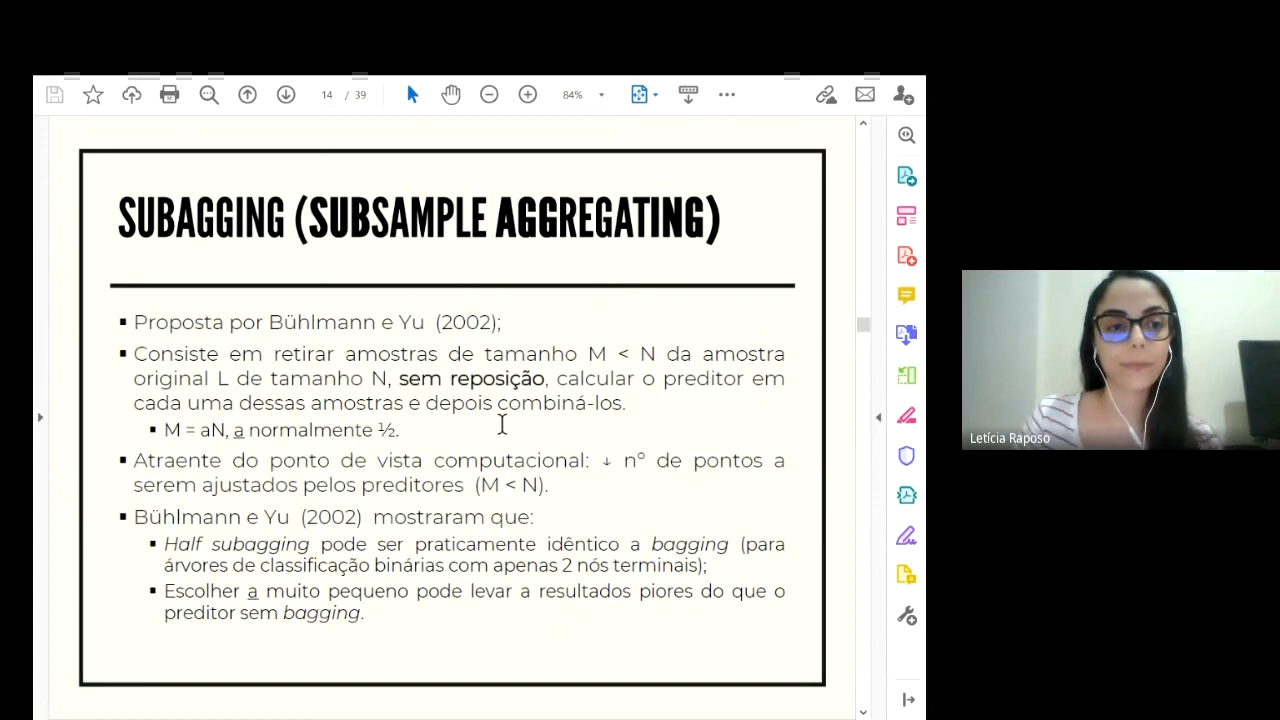 14 / 39
84%
SUBAGGING (SUBSAMPLE AGGREGATING)
▪ Proposta por Bühlmann e Yu (2002);
▪ Consiste em retirar amostras de tamanho M < N da amostra
original L de tamanho N, sem reposição, calcular o preditor em
cada uma dessas amostras e depois combiná-los.
▪ M = aN, a normalmente ½.
▪ Atraente do ponto de vista computacional: ↓ nº de pontos a
serem ajustados pelos preditores (M < N).
▪ Bühlmann e Yu (2002) mostraram que:
▪ Half subagging pode ser praticamente idêntico a bagging (para
árvores de classificação binárias com apenas 2 nós terminais);
▪ Escolher a muito pequeno pode levar a resultados piores do que o
preditor sem bagging.
Letícia Raposo